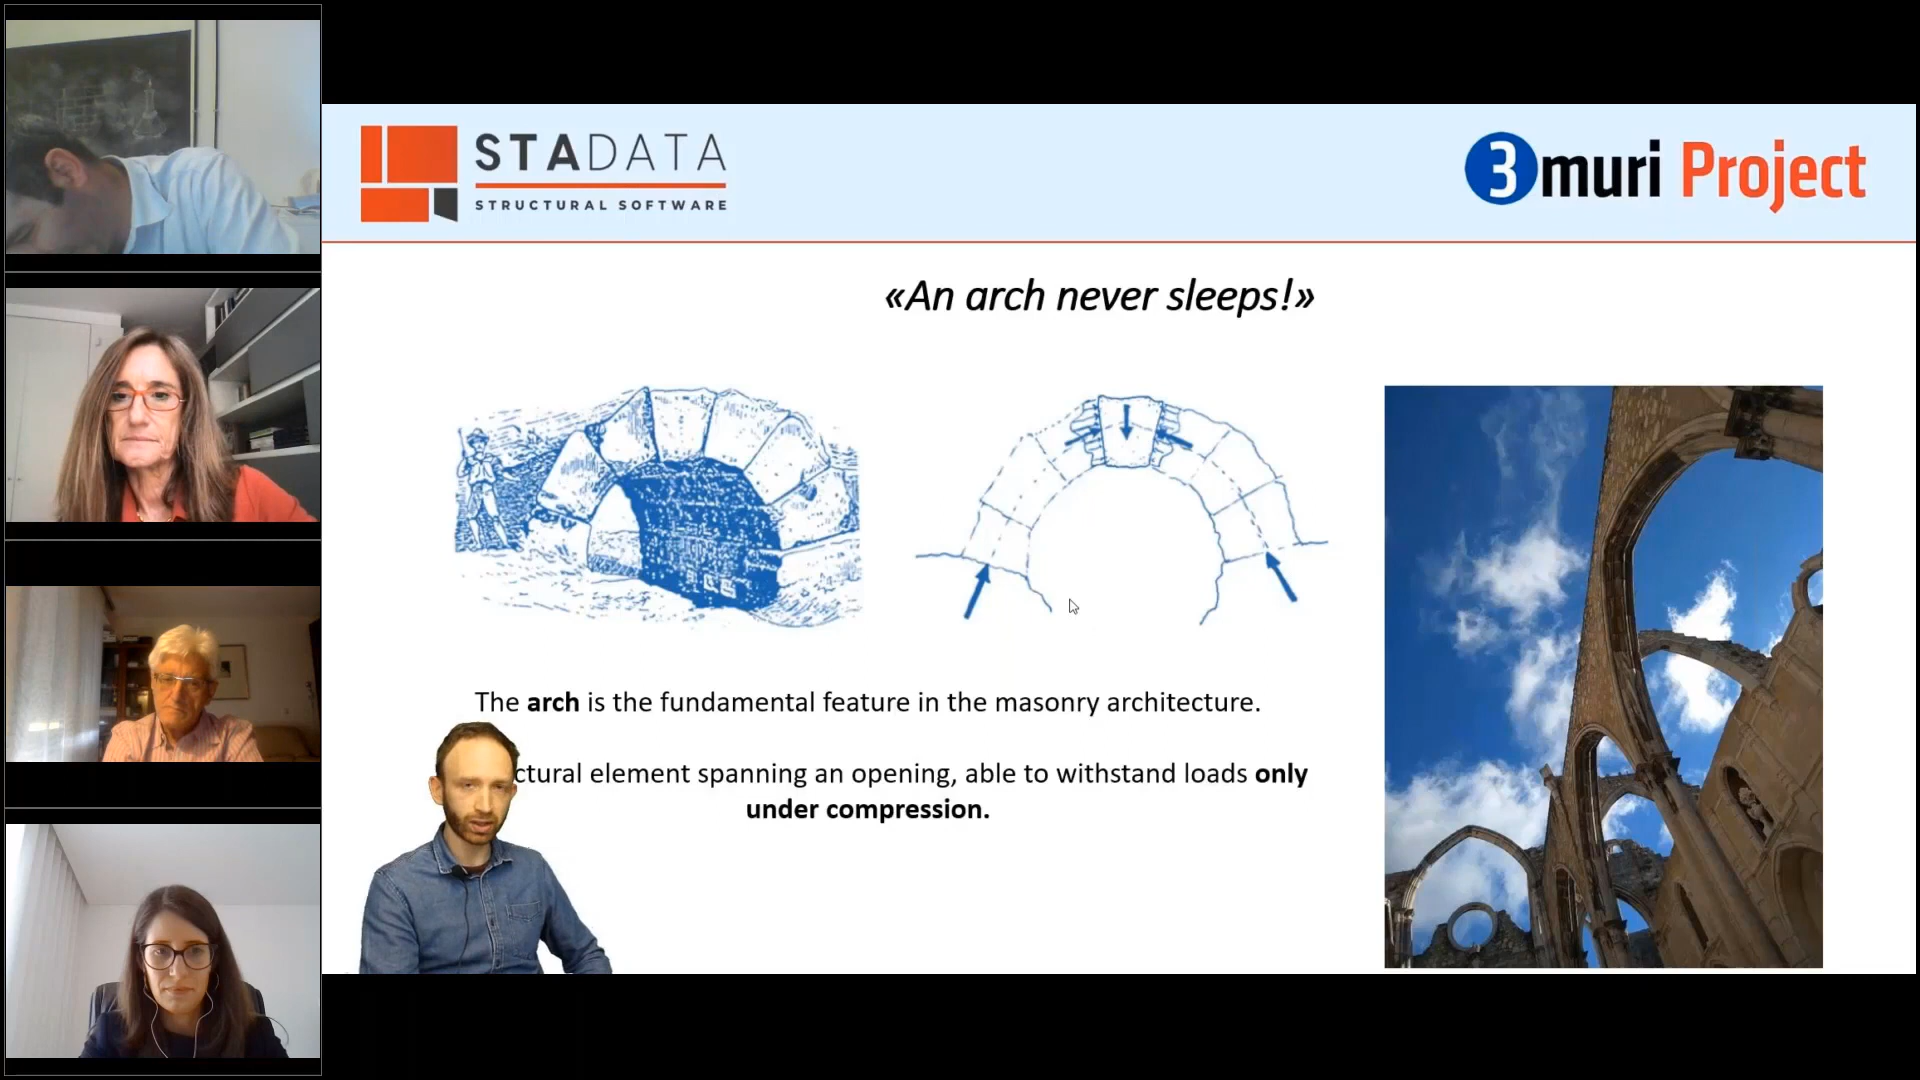 STADATA
STRUCTURAL SOFTWARE
3muri Project
«An arch never sleeps!»
The arch is the fundamental feature in the masonry architecture.
ctural element spanning an opening, able to withstand loads only
under compression.